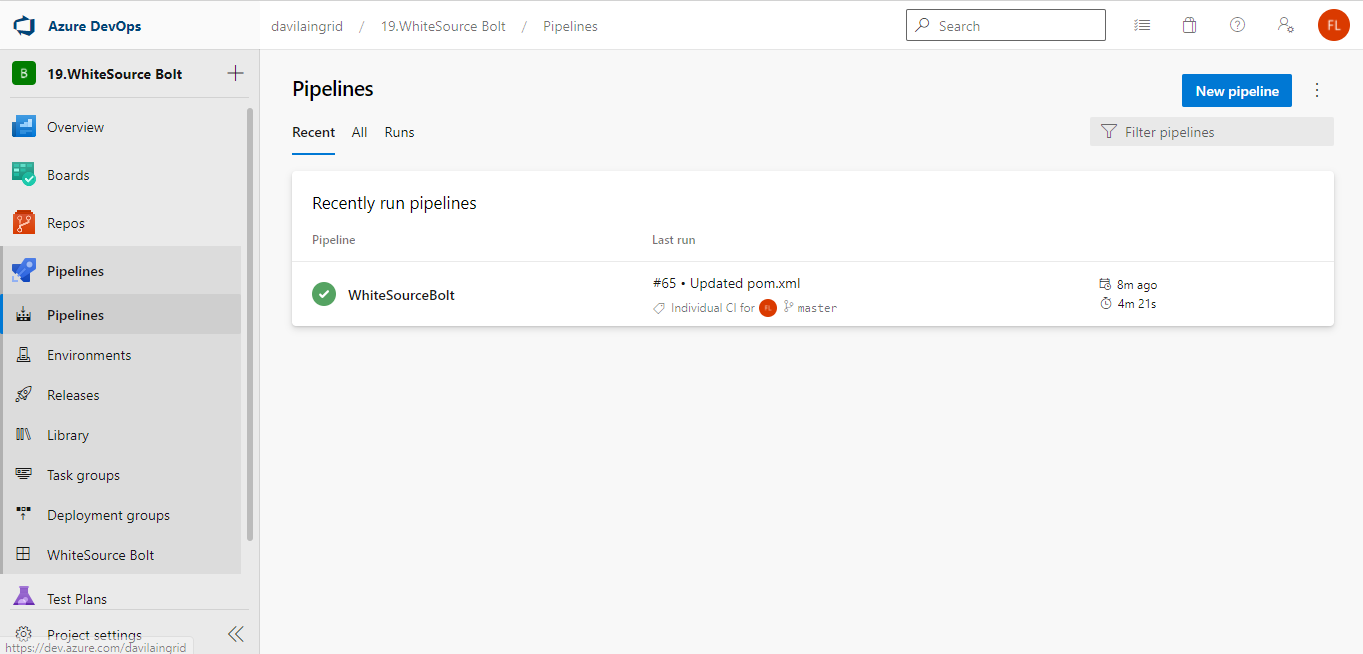 Azure DevOps
davilaingrid / 19.WhiteSource Bolt / Pipelines
Search
FL
B
19.WhiteSource Bolt
Overview
Boards
Repos
Pipelines
Pipelines
Environments
Releases
Library
Task groups
Deployment groups
WhiteSource Bolt
Test Plans
Project settings
https://dev.azure.com/davilaingrid
Pipelines
New pipeline
Recent All Runs
Filter pipelines
Recently run pipelines
Pipeline Last run
WhiteSourceBolt
#65 • Updated pom.xml
Individual CI for FL master
8m ago
4m 21s